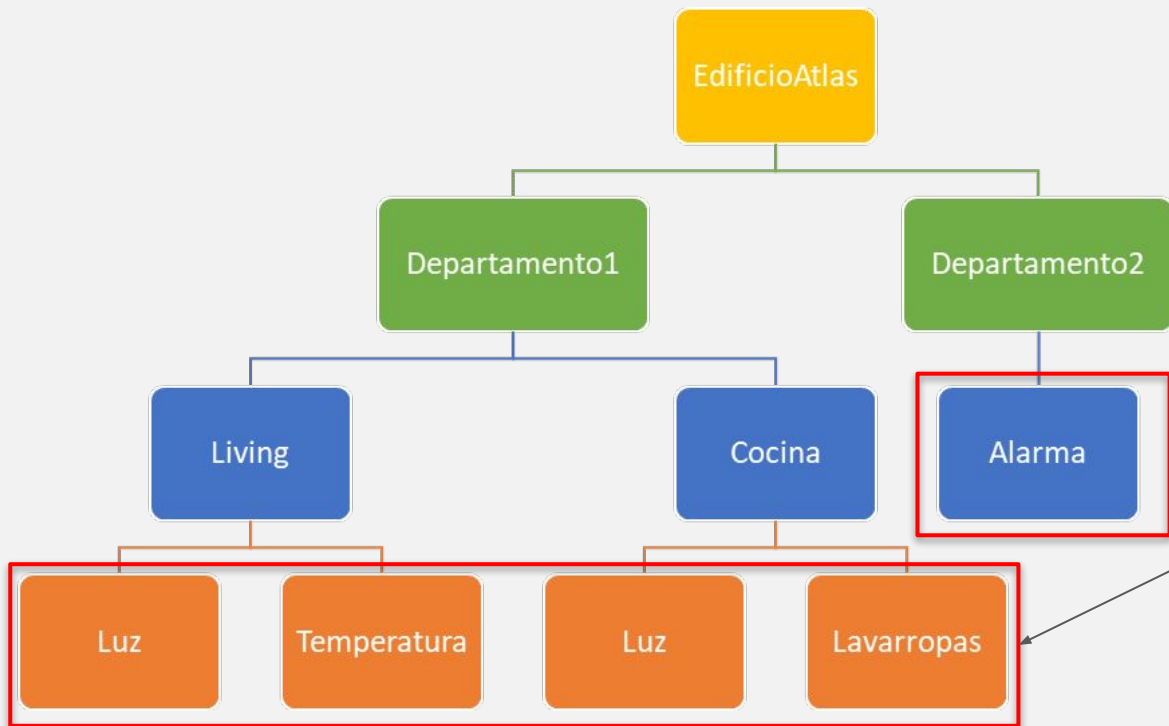 EdificioAtlas
Departamento1
Departamento2
Living
Cocina
Alarma
Luz
Temperatura
Luz
Lavarropas